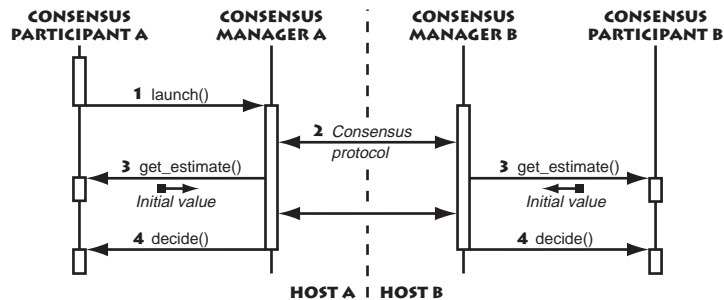 CONSENSUS PARTICIPANT A
CONSENSUS MANAGER A
CONSENSUS MANAGER B
CONSENSUS PARTICIPANT B
1 launch()
2 Consensus protocol
3 get_estimate()
Initial value
3 get_estimate()
Initial value
4 decide()
4 decide()
HOST A
HOST B